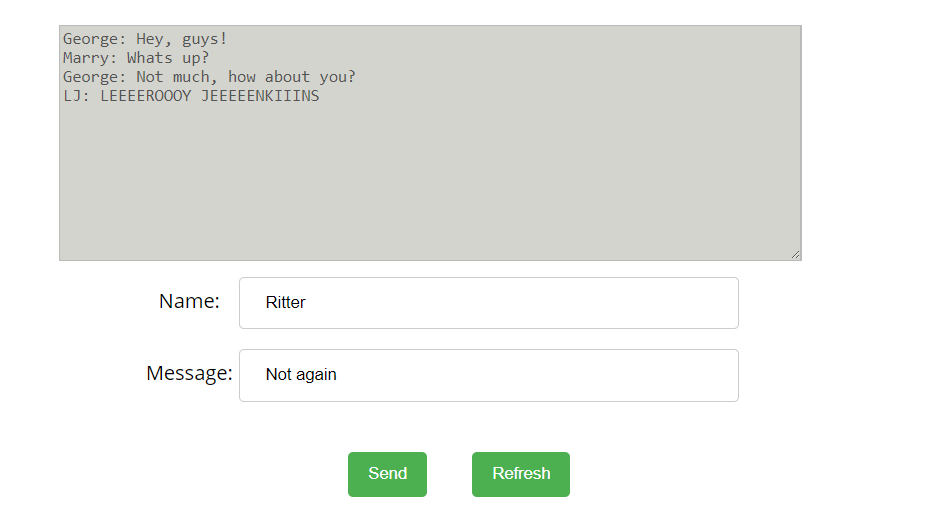 George: Hey, guys!
Marry: Whats up?
George: Not much, how about you?
LJ: LEEEEROOOY JEEEEENKIIINS
Name: Ritter
Message: Not again
Send Refresh